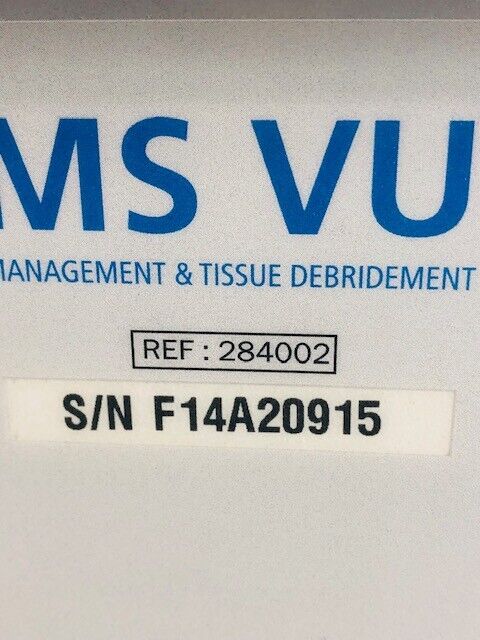 MS VU
MANAGEMENT & TISSUE DEBRIDEMENT
REF : 284002
S/N F14A20915